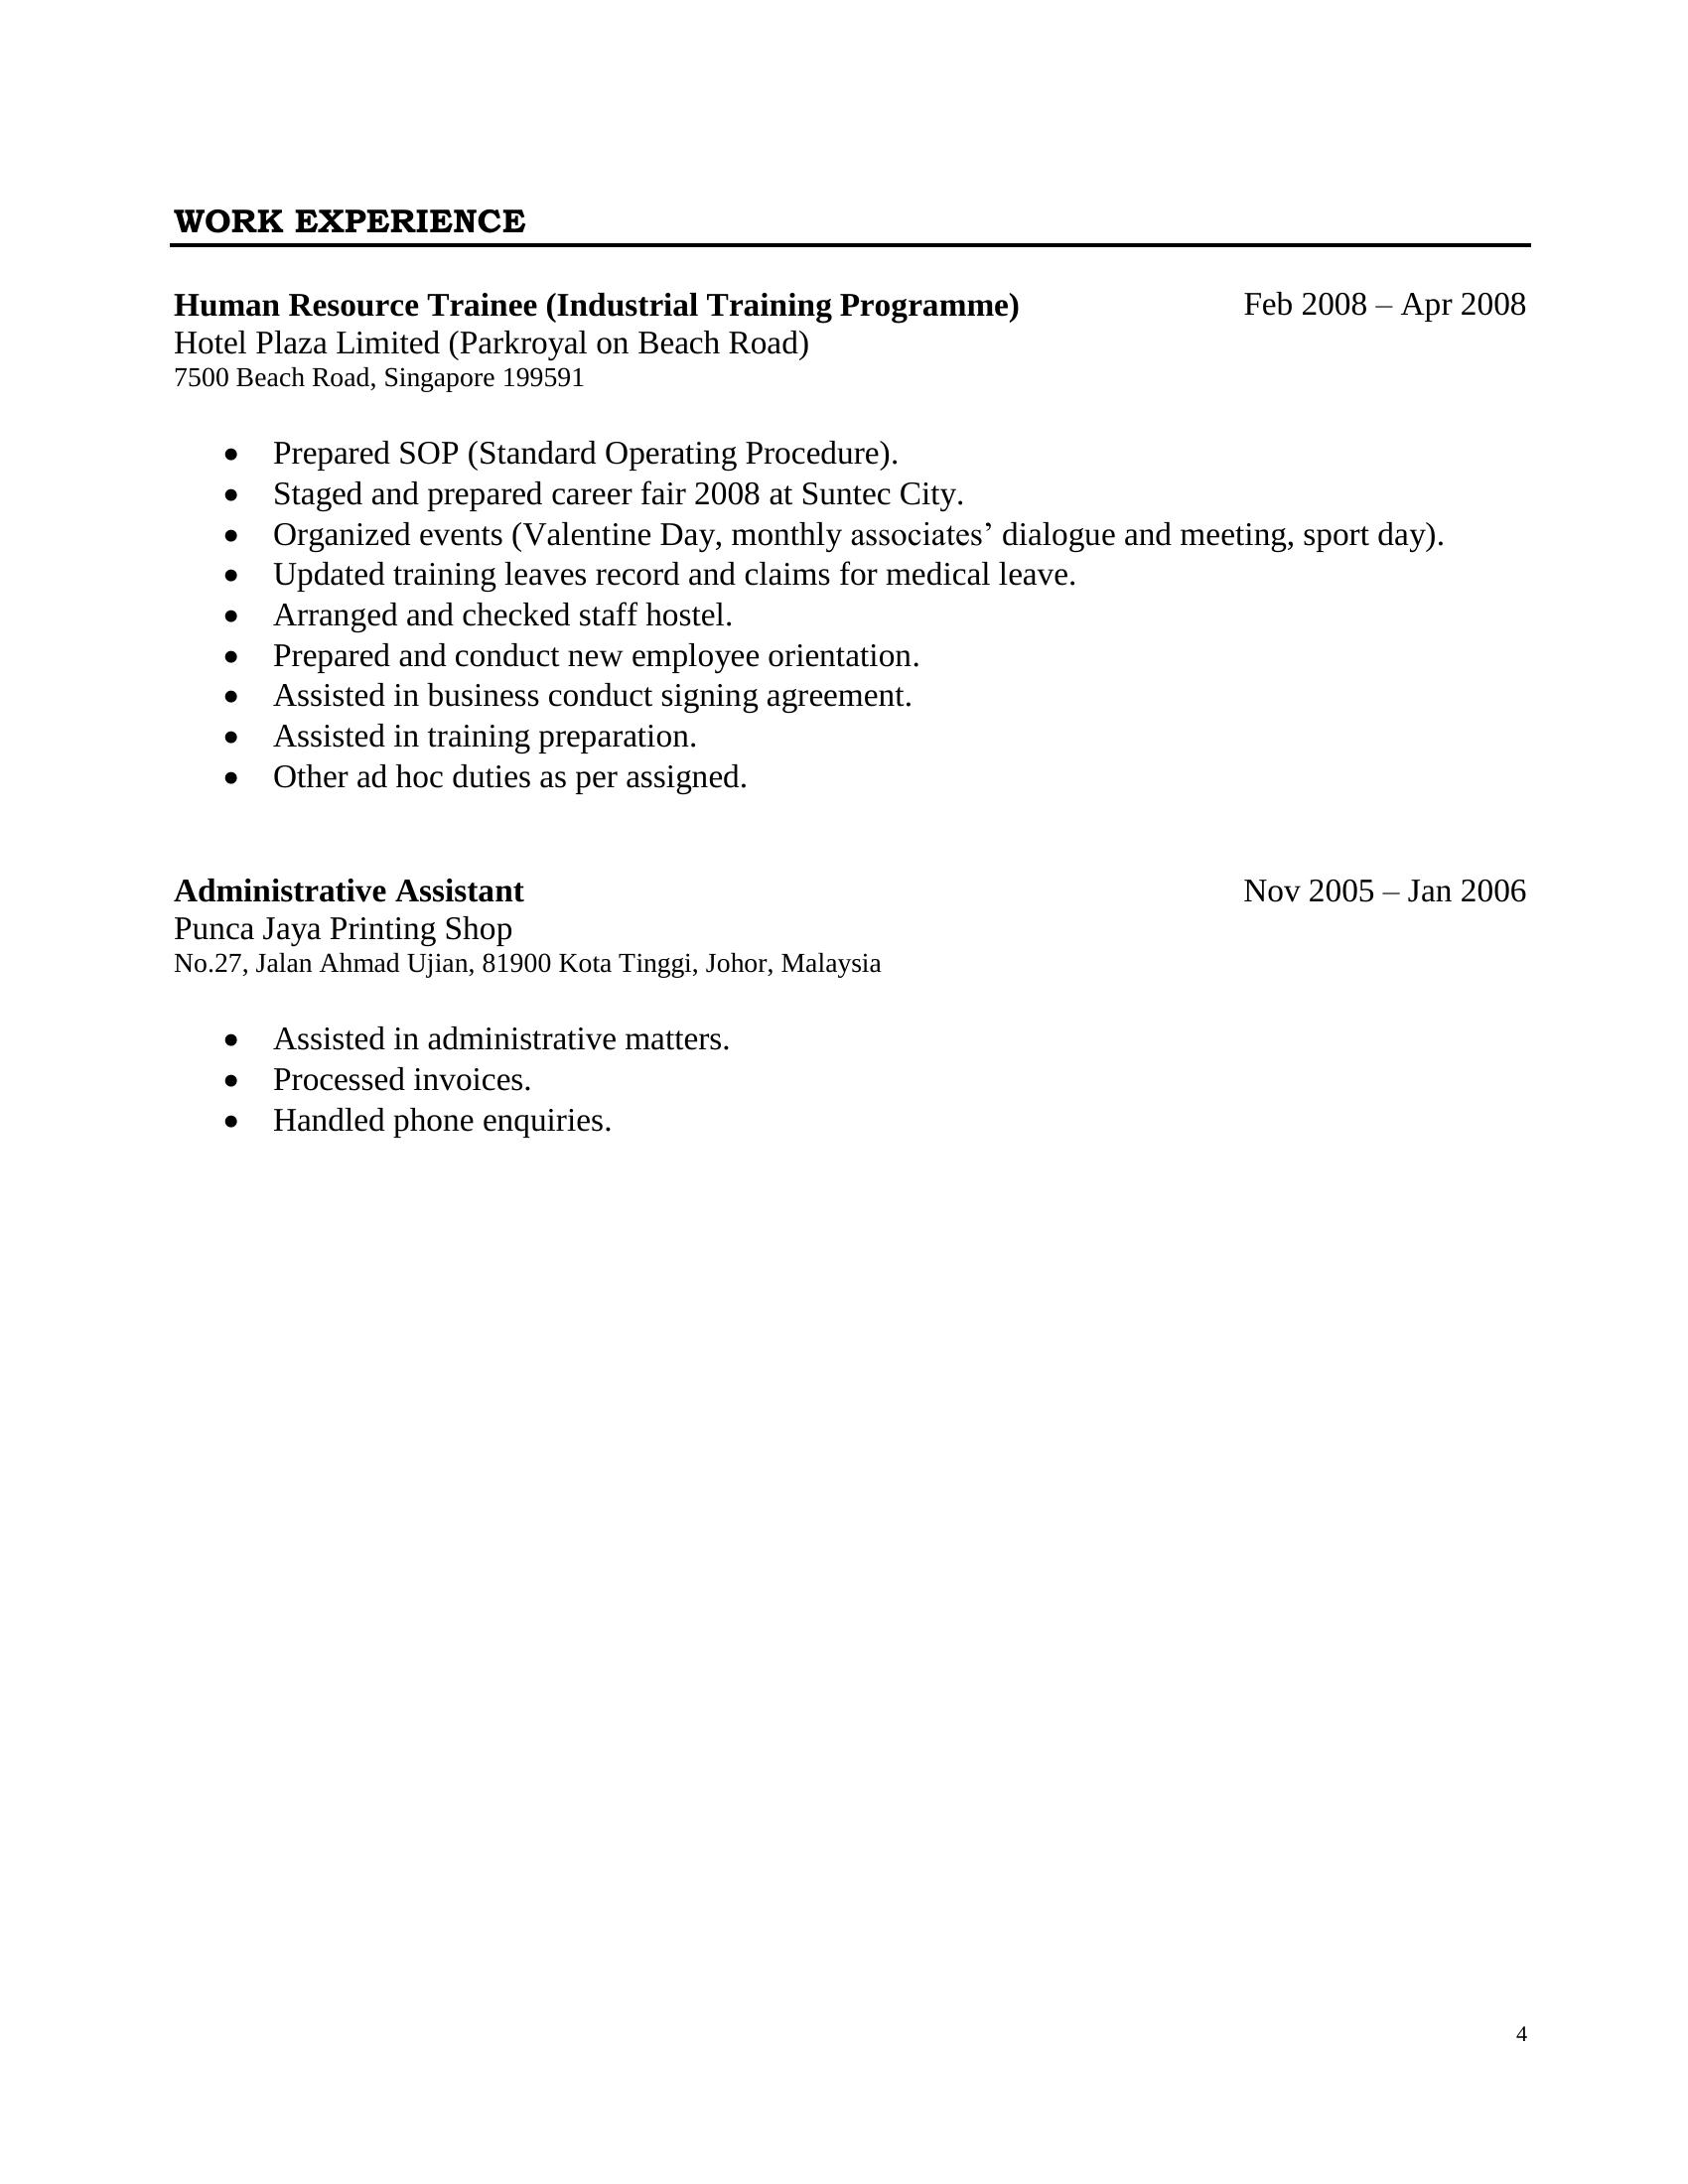 WORK EXPERIENCE
Human Resource Trainee (Industrial Training Programme) Feb 2008 – Apr 2008
Hotel Plaza Limited (Parkroyal on Beach Road)
7500 Beach Road, Singapore 199591
• Prepared SOP (Standard Operating Procedure).
• Staged and prepared career fair 2008 at Suntec City.
• Organized events (Valentine Day, monthly associates’ dialogue and meeting, sport day).
• Updated training leaves record and claims for medical leave.
• Arranged and checked staff hostel.
• Prepared and conduct new employee orientation.
• Assisted in business conduct signing agreement.
• Assisted in training preparation.
• Other ad hoc duties as per assigned.
Administrative Assistant Nov 2005 – Jan 2006
Punca Jaya Printing Shop
No.27, Jalan Ahmad Ujian, 81900 Kota Tinggi, Johor, Malaysia
• Assisted in administrative matters.
• Processed invoices.
• Handled phone enquiries.
4